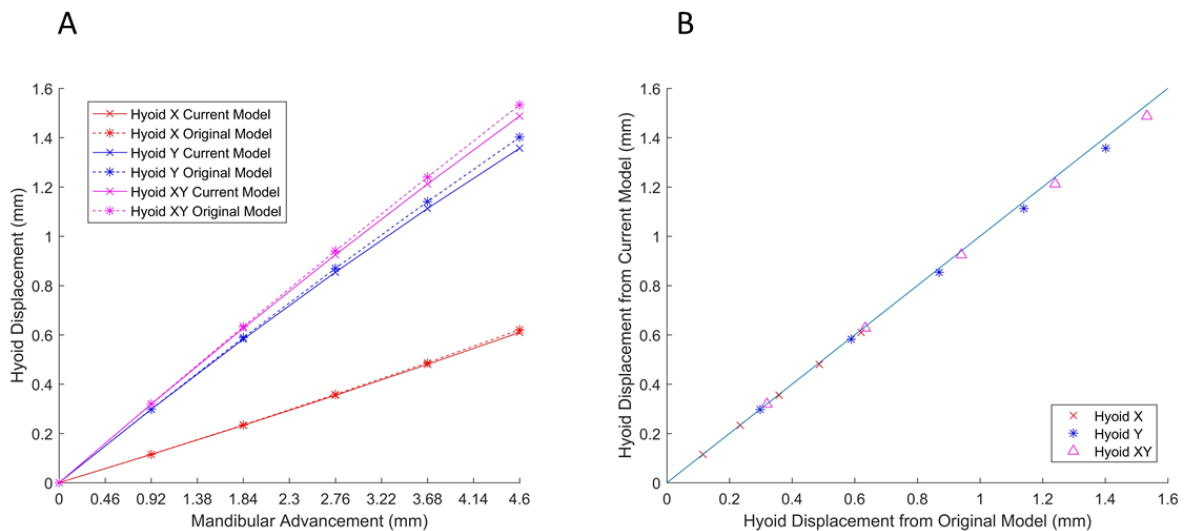 A
B
Hyoid Displacement (mm)
1.6
1.4
1.2
1
0.8
0.6
0.4
0.2
0
Hyoid X Current Model
Hyoid X Original Model
Hyoid Y Current Model
Hyoid Y Original Model
Hyoid XY Current Model
Hyoid XY Original Model
0 0.46 0.92 1.38 1.84 2.3 2.76 3.22 3.68 4.14 4.6
Mandibular Advancement (mm)
Hyoid Displacement from Current Model (mm)
1.6
1.4
1.2
1
0.8
0.6
0.4
0.2
0
Hyoid X
Hyoid Y
Hyoid XY
0 0.2 0.4 0.6 0.8 1 1.2 1.4 1.6
Hyoid Displacement from Original Model (mm)